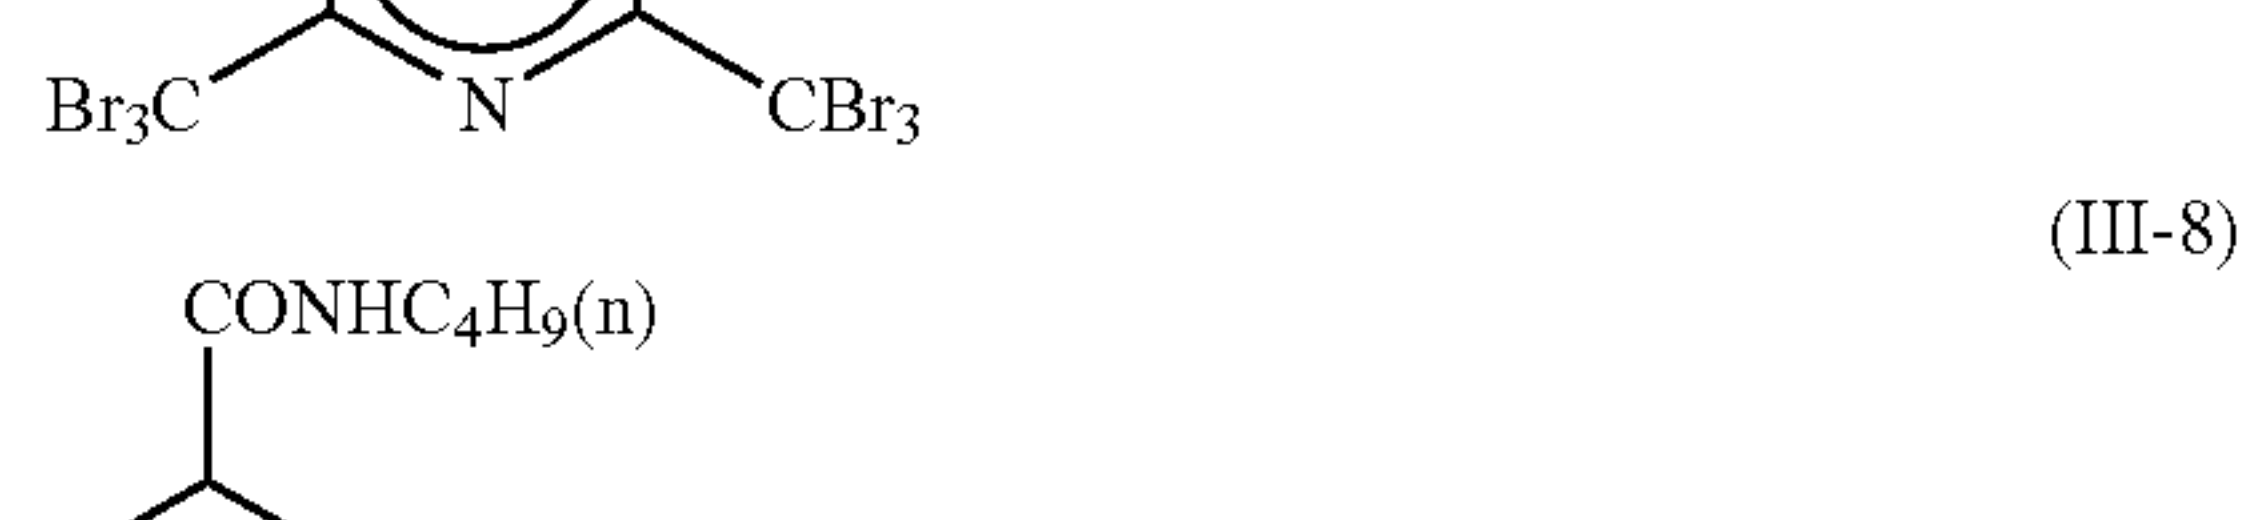 Br₃C N CBr₃
(III-8)
CONHC₄H₉(n)